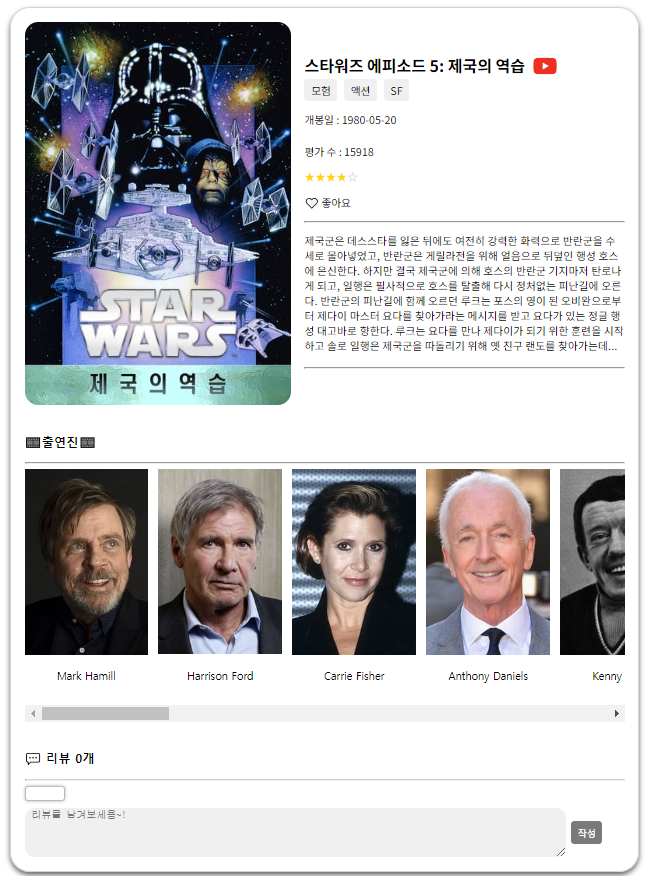 STAR
WARS
제국의역습
스타워즈 에피소드 5: 제국의 역습
모험 액션 SF
개봉일 : 1980-05-20
평가 수 : 15918
★★★★☆
좋아요
제국군은 데스스타를 잃은 뒤에도 여전히 강력한 화력으로 반란군을 수
세로 몰아넣었고, 반란군은 게릴라전을 위해 얼음으로 뒤덮인 행성 호스
에 은신한다. 하지만 결국 제국군에 의해 호스의 반란군 기지마저 탄로나
게 되고, 일행은 필사적으로 호스를 탈출해 다시 정처없는 피난길에 오른
다. 반란군의 피난길에 함께 오르던 루크는 포스의 영이 된 오비완으로부
터 제다이 마스터 요다를 찾아가라는 메시지를 받고 요다가 있는 정글 행
성 대고바로 향한다. 루크는 요다를 만나 제다이가 되기 위한 훈련을 시작
하고 솔로 일행은 제국군을 따돌리기 위해 옛 친구 랜도를 찾아가는데...
출연진
Mark Hamill
Harrison Ford
Carrie Fisher
Anthony Daniels
Kenny
리뷰 0개
리뷰를 남겨보세용~!
작성